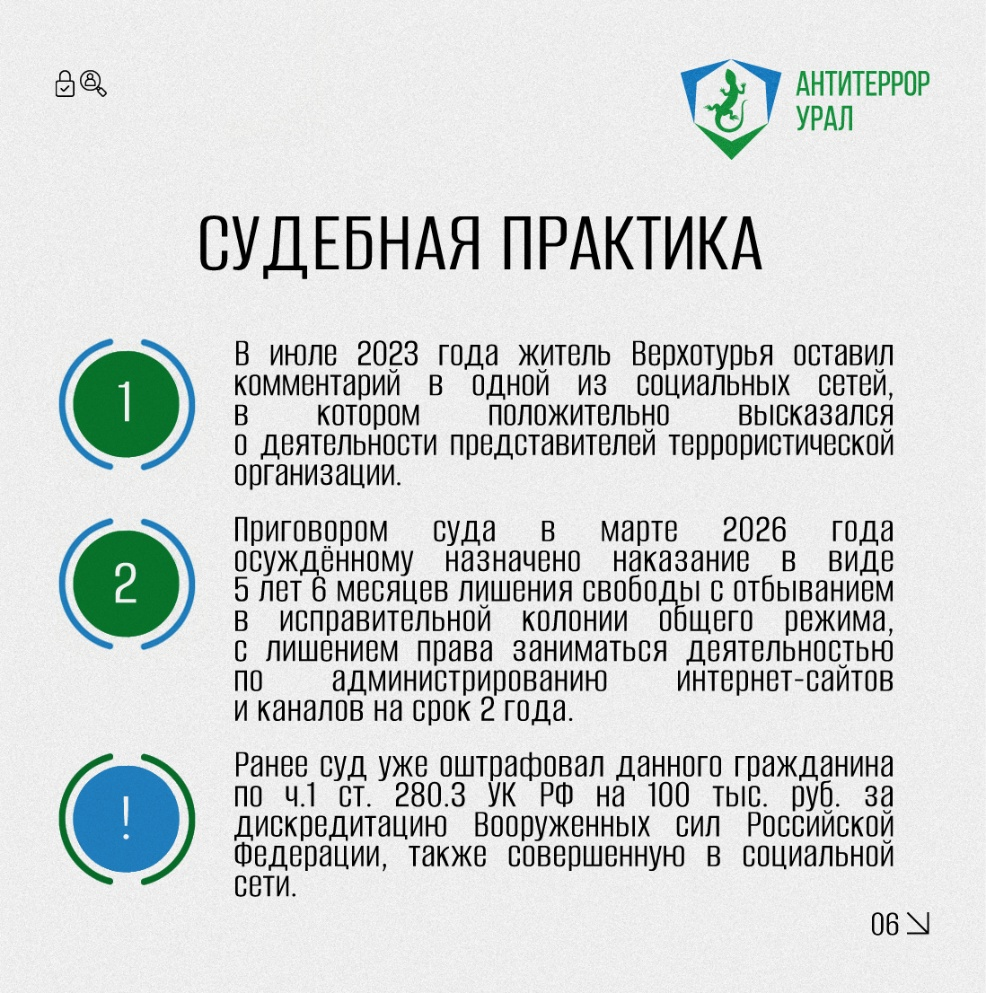 АНТИТЕРРОР
УРАЛ
СУДЕБНАЯ ПРАКТИКА
1
В июле 2023 года житель Верхотурья оставил
комментарий в одной из социальных сетей,
в котором положительно высказался
о деятельности представителей террористической
организации.
2
Приговором суда в марте 2026 года
осуждённому назначено наказание в виде
5 лет 6 месяцев лишения свободы с отбыванием
в исправительной колонии общего режима,
с лишением права заниматься деятельностью
по администрированию интернет-сайтов
и каналов на срок 2 года.
!
Ранее суд уже оштрафовал данного гражданина
по ч.1 ст. 280.3 УК РФ на 100 тыс. руб. за
дискредитацию Вооруженных сил Российской
Федерации, также совершенную в социальной
сети.
06